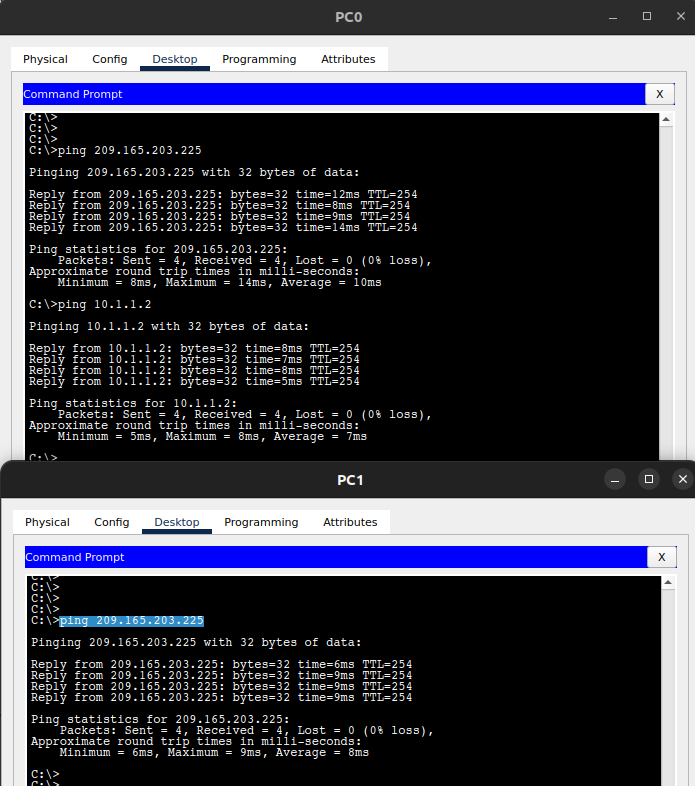 PC0
Physical Config Desktop Programming Attributes
Command Prompt
X
C:\>
C:\>
C:\>
C:\>ping 209.165.203.225
Pinging 209.165.203.225 with 32 bytes of data:
Reply from 209.165.203.225: bytes=32 time=12ms TTL=254
Reply from 209.165.203.225: bytes=32 time=8ms TTL=254
Reply from 209.165.203.225: bytes=32 time=9ms TTL=254
Reply from 209.165.203.225: bytes=32 time=14ms TTL=254
Ping statistics for 209.165.203.225:
Packets: Sent = 4, Received = 4, Lost = 0 (0% loss),
Approximate round trip times in milli-seconds:
Minimum = 8ms, Maximum = 14ms, Average = 10ms
C:\>ping 10.1.1.2
Pinging 10.1.1.2 with 32 bytes of data:
Reply from 10.1.1.2: bytes=32 time=8ms TTL=254
Reply from 10.1.1.2: bytes=32 time=7ms TTL=254
Reply from 10.1.1.2: bytes=32 time=8ms TTL=254
Reply from 10.1.1.2: bytes=32 time=5ms TTL=254
Ping statistics for 10.1.1.2:
Packets: Sent = 4, Received = 4, Lost = 0 (0% loss),
Approximate round trip times in milli-seconds:
Minimum = 5ms, Maximum = 8ms, Average = 7ms
C:\>
PC1
Physical Config Desktop Programming Attributes
Command Prompt
X
C:\>
C:\>
C:\>
C:\>
C:\>ping 209.165.203.225
Pinging 209.165.203.225 with 32 bytes of data:
Reply from 209.165.203.225: bytes=32 time=6ms TTL=254
Reply from 209.165.203.225: bytes=32 time=9ms TTL=254
Reply from 209.165.203.225: bytes=32 time=9ms TTL=254
Reply from 209.165.203.225: bytes=32 time=9ms TTL=254
Ping statistics for 209.165.203.225:
Packets: Sent = 4, Received = 4, Lost = 0 (0% loss),
Approximate round trip times in milli-seconds:
Minimum = 6ms, Maximum = 9ms, Average = 8ms
C:\>
C:\>